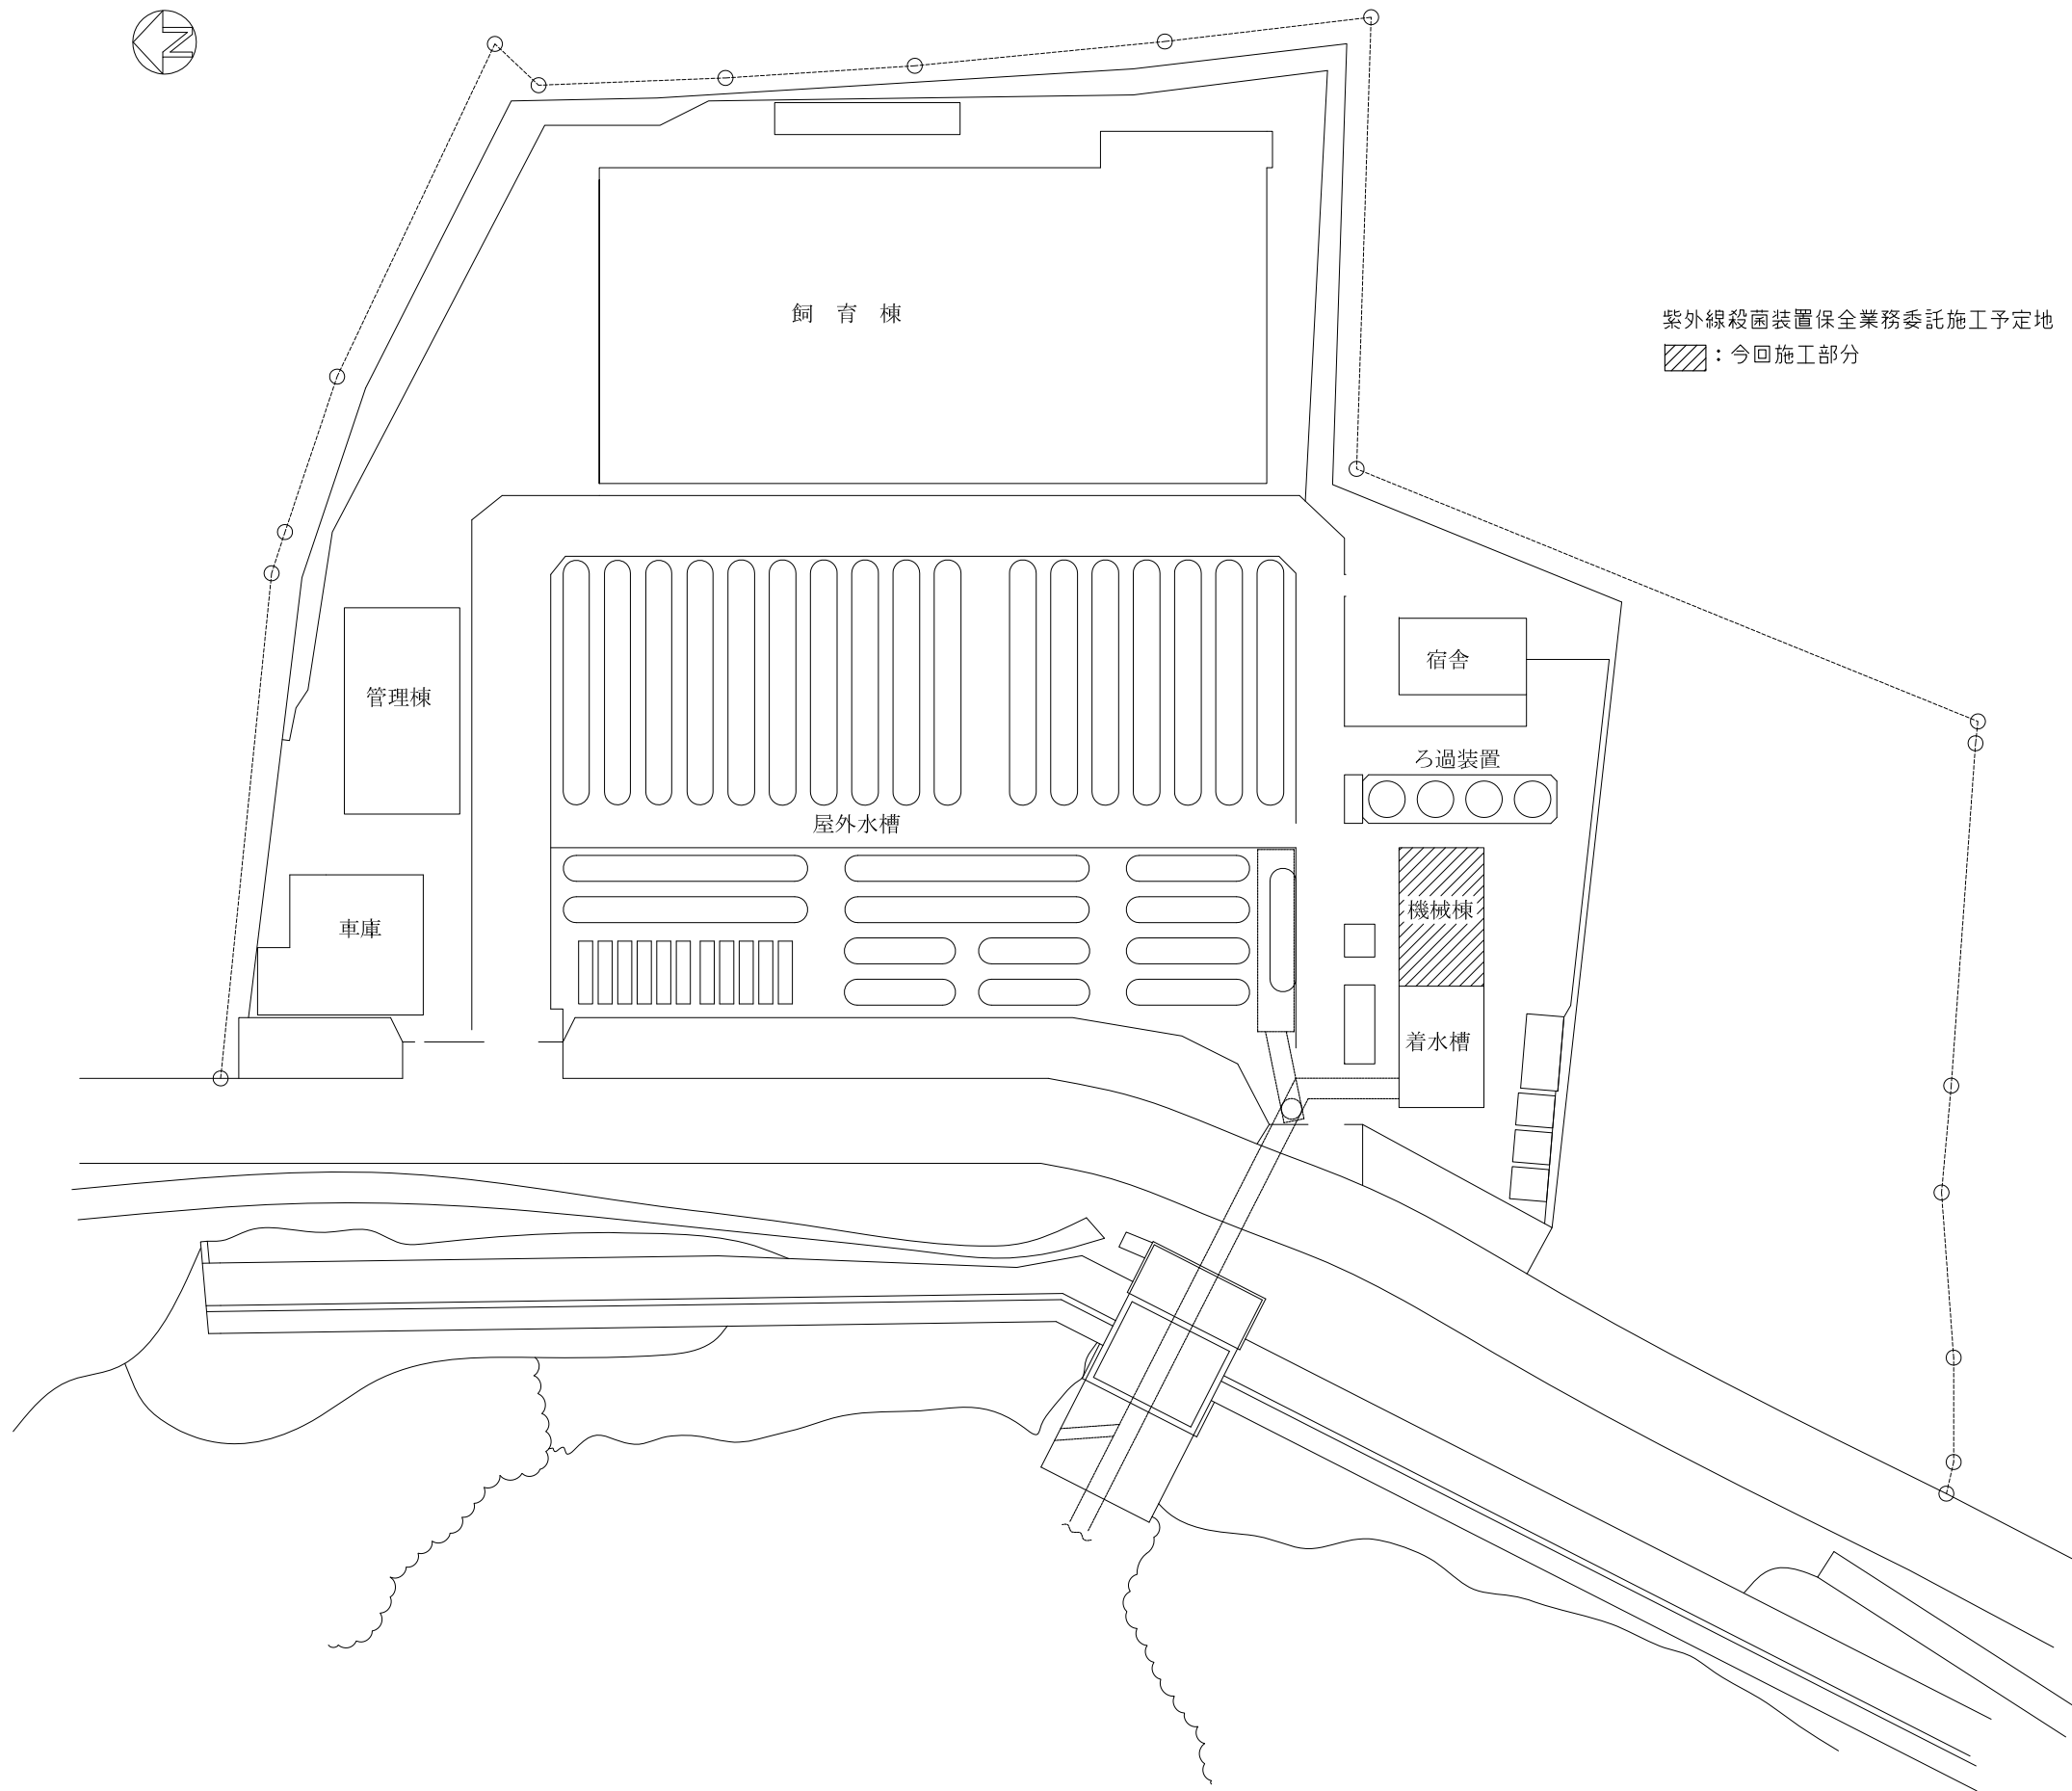 N
飼 育 棟
紫外線殺菌装置保全業務委託施工予定地
：今回施工部分
宿舎
管理棟
ろ過装置
屋外水槽
機械棟
車庫
着水槽